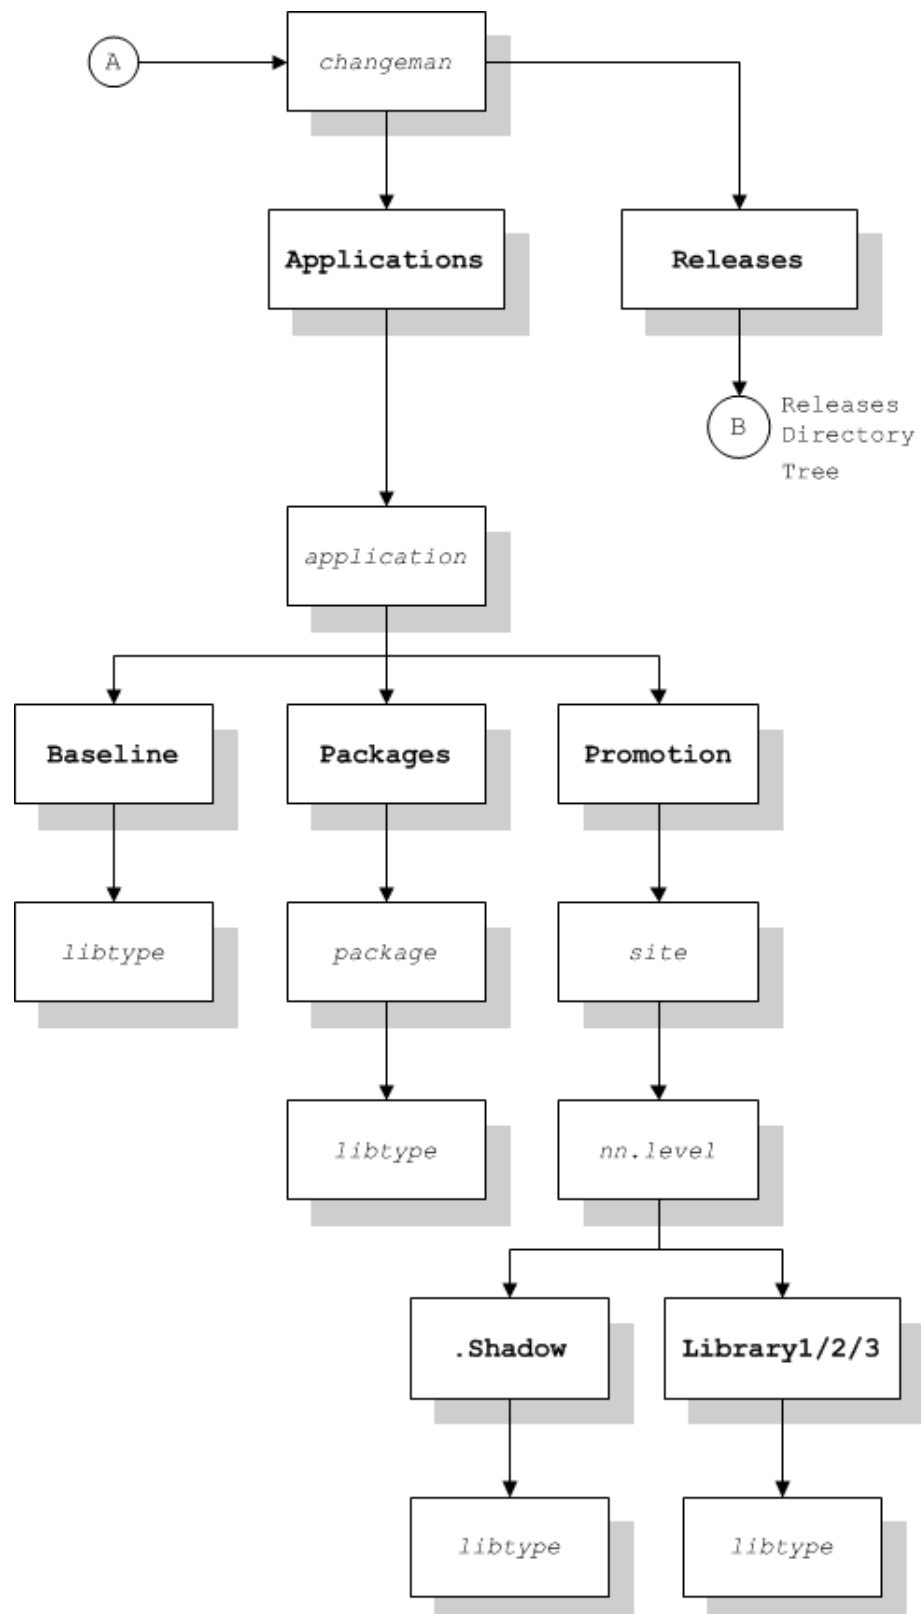 A
changeman
Applications
Releases
B
Releases
Directory
Tree
application
Baseline
Packages
Promotion
libtype
package
site
libtype
nn.level
.Shadow
Library1/2/3
libtype
libtype